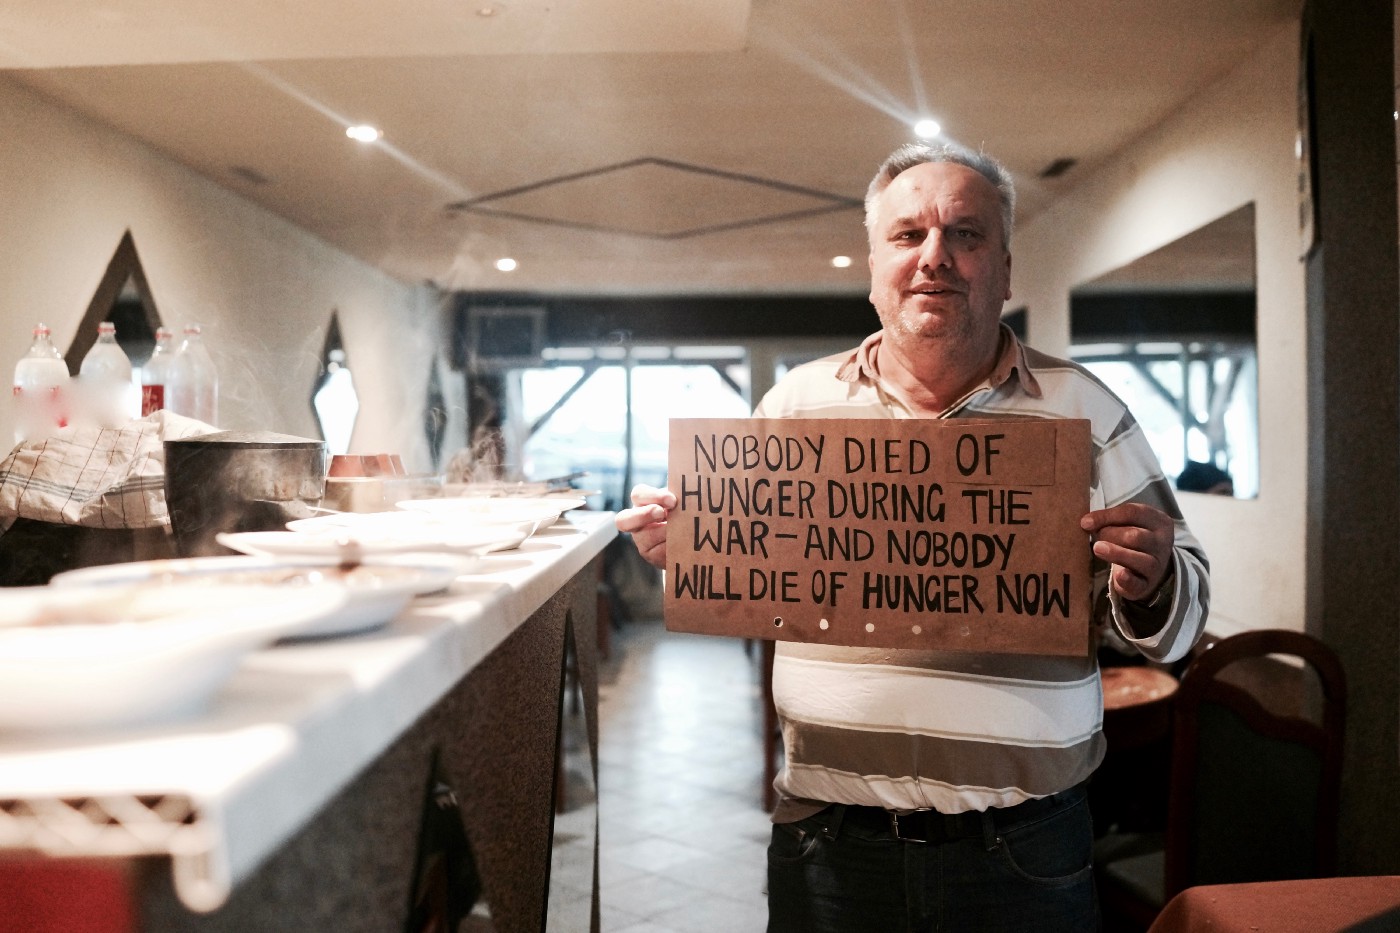 NOBODY DIED OF
HUNGER DURING THE
WAR–AND NOBODY
WILL DIE OF HUNGER NOW